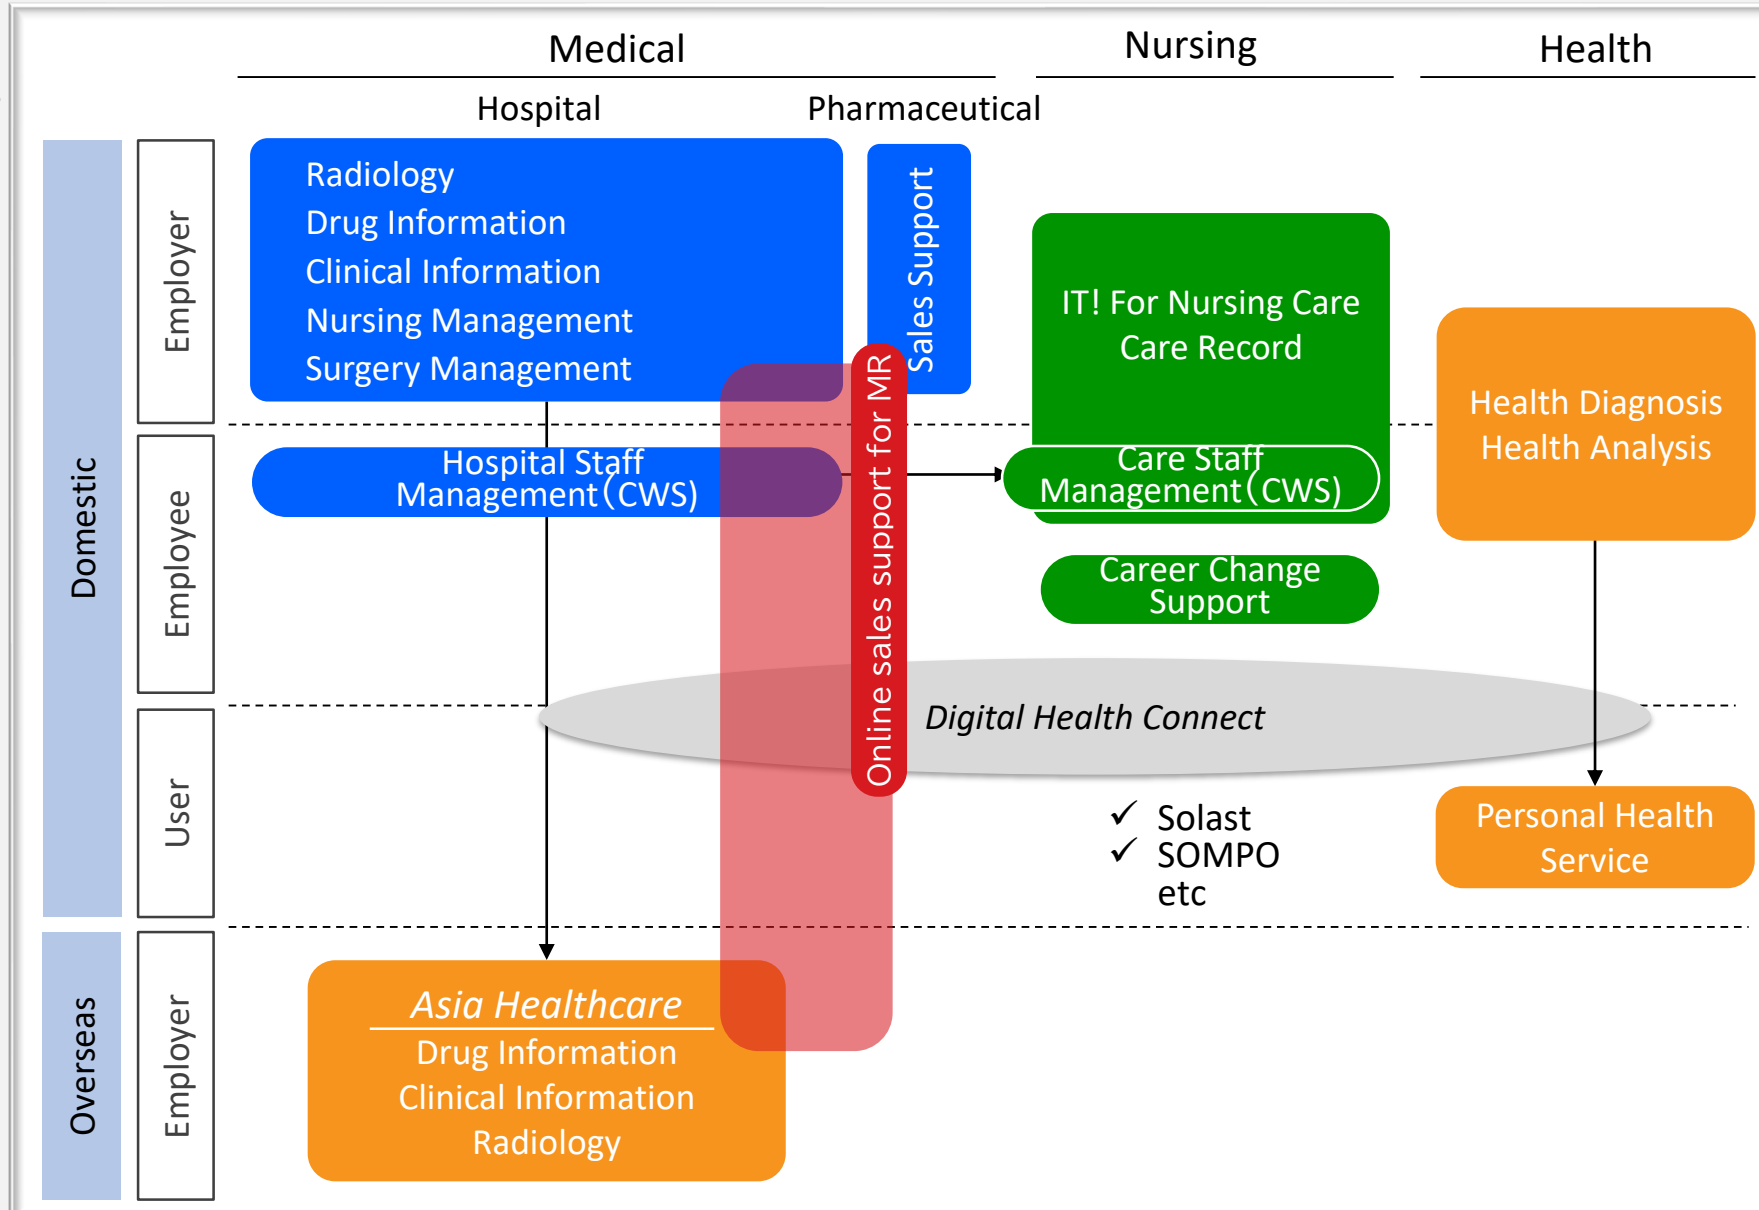 Medical
Nursing
Health
Hospital
Pharmaceutical
Domestic
Employer
Radiology
Drug Information
Clinical Information
Nursing Management
Surgery Management
Sales Support
IT! For Nursing Care
Care Record
Health Diagnosis
Health Analysis
Online sales support for MR
Employee
Hospital Staff
Management(CWS)
Care Staff
Management(CWS)
Career Change
Support
Digital Health Connect
User
✓ Solast
✓ SOMPO
etc
Personal Health
Service
Overseas
Employer
Asia Healthcare
Drug Information
Clinical Information
Radiology